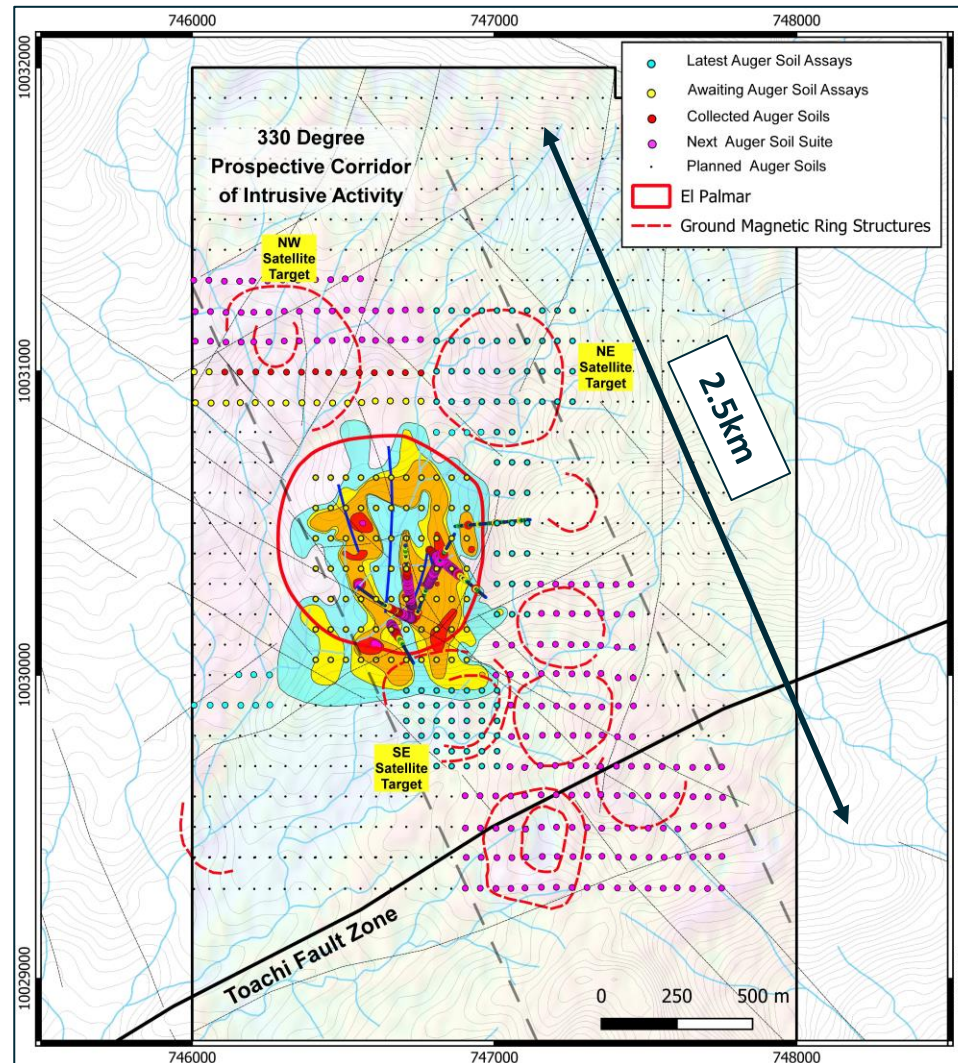 746000
747000
748000
10032000
10031000
10030000
10029000
Latest Auger Soil Assays
Awaiting Auger Soil Assays
Collected Auger Soils
Next Auger Soil Suite
Planned Auger Soils
El Palmar
Ground Magnetic Ring Structures
330 Degree
Prospective Corridor
of Intrusive Activity
NW
Satellite
Target
NE
Satellite
Target
2.5km
SE
Satellite
Target
Toachi Fault Zone
0 250 500 m
746000
747000
748000